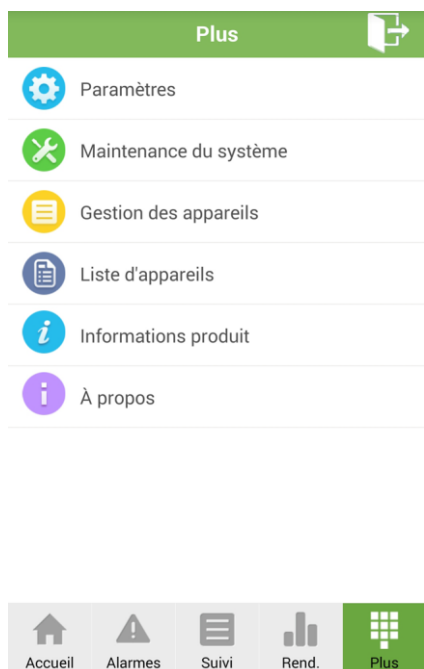 Plus
Paramètres
Maintenance du système
Gestion des appareils
Liste d'appareils
Informations produit
À propos
Accueil Alarmes Suivi Rend. Plus